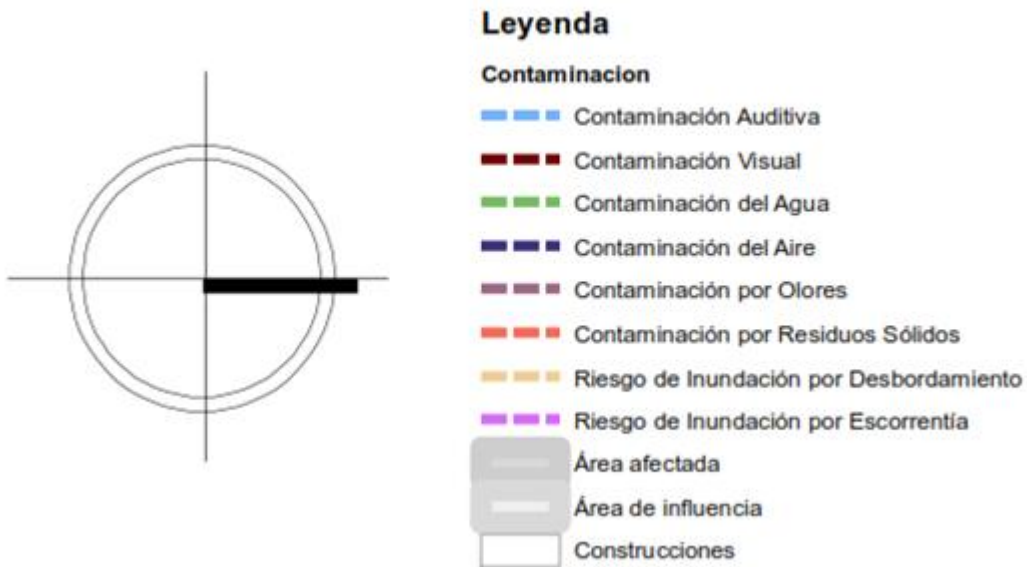 Leyenda
Contaminacion
Contaminación Auditiva
Contaminación Visual
Contaminación del Agua
Contaminación del Aire
Contaminación por Olores
Contaminación por Residuos Sólidos
Riesgo de Inundación por Desbordamiento
Riesgo de Inundación por Escorrentía
Área afectada
Área de influencia
Construcciones